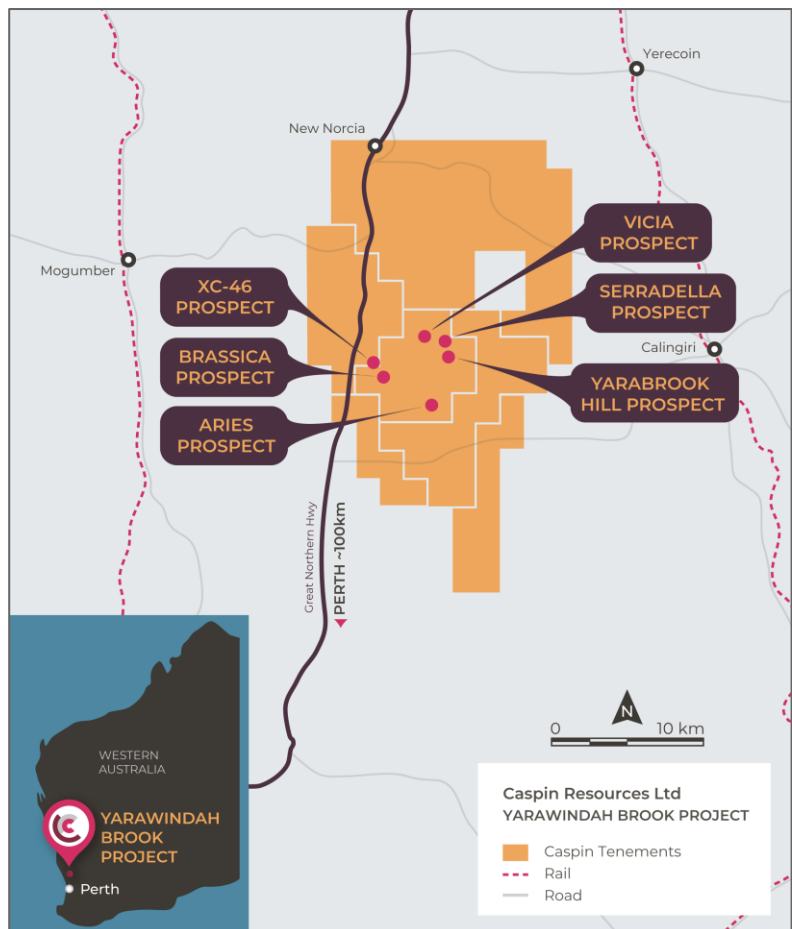 Yerecoin
New Norcia
VICIA
PROSPECT
Mogumber
XC-46
PROSPECT
SERRADELLA
PROSPECT
Calingiri
BRASSICA
PROSPECT
YARABROOK
HILL PROSPECT
ARIES
PROSPECT
Great Northern Hwy
PERTH ~100km
N
0 10 km
WESTERN
AUSTRALIA
YARAWINDAH
BROOK
PROJECT
Perth
Caspin Resources Ltd
YARAWINDAH BROOK PROJECT
Caspin Tenements
Rail
Road